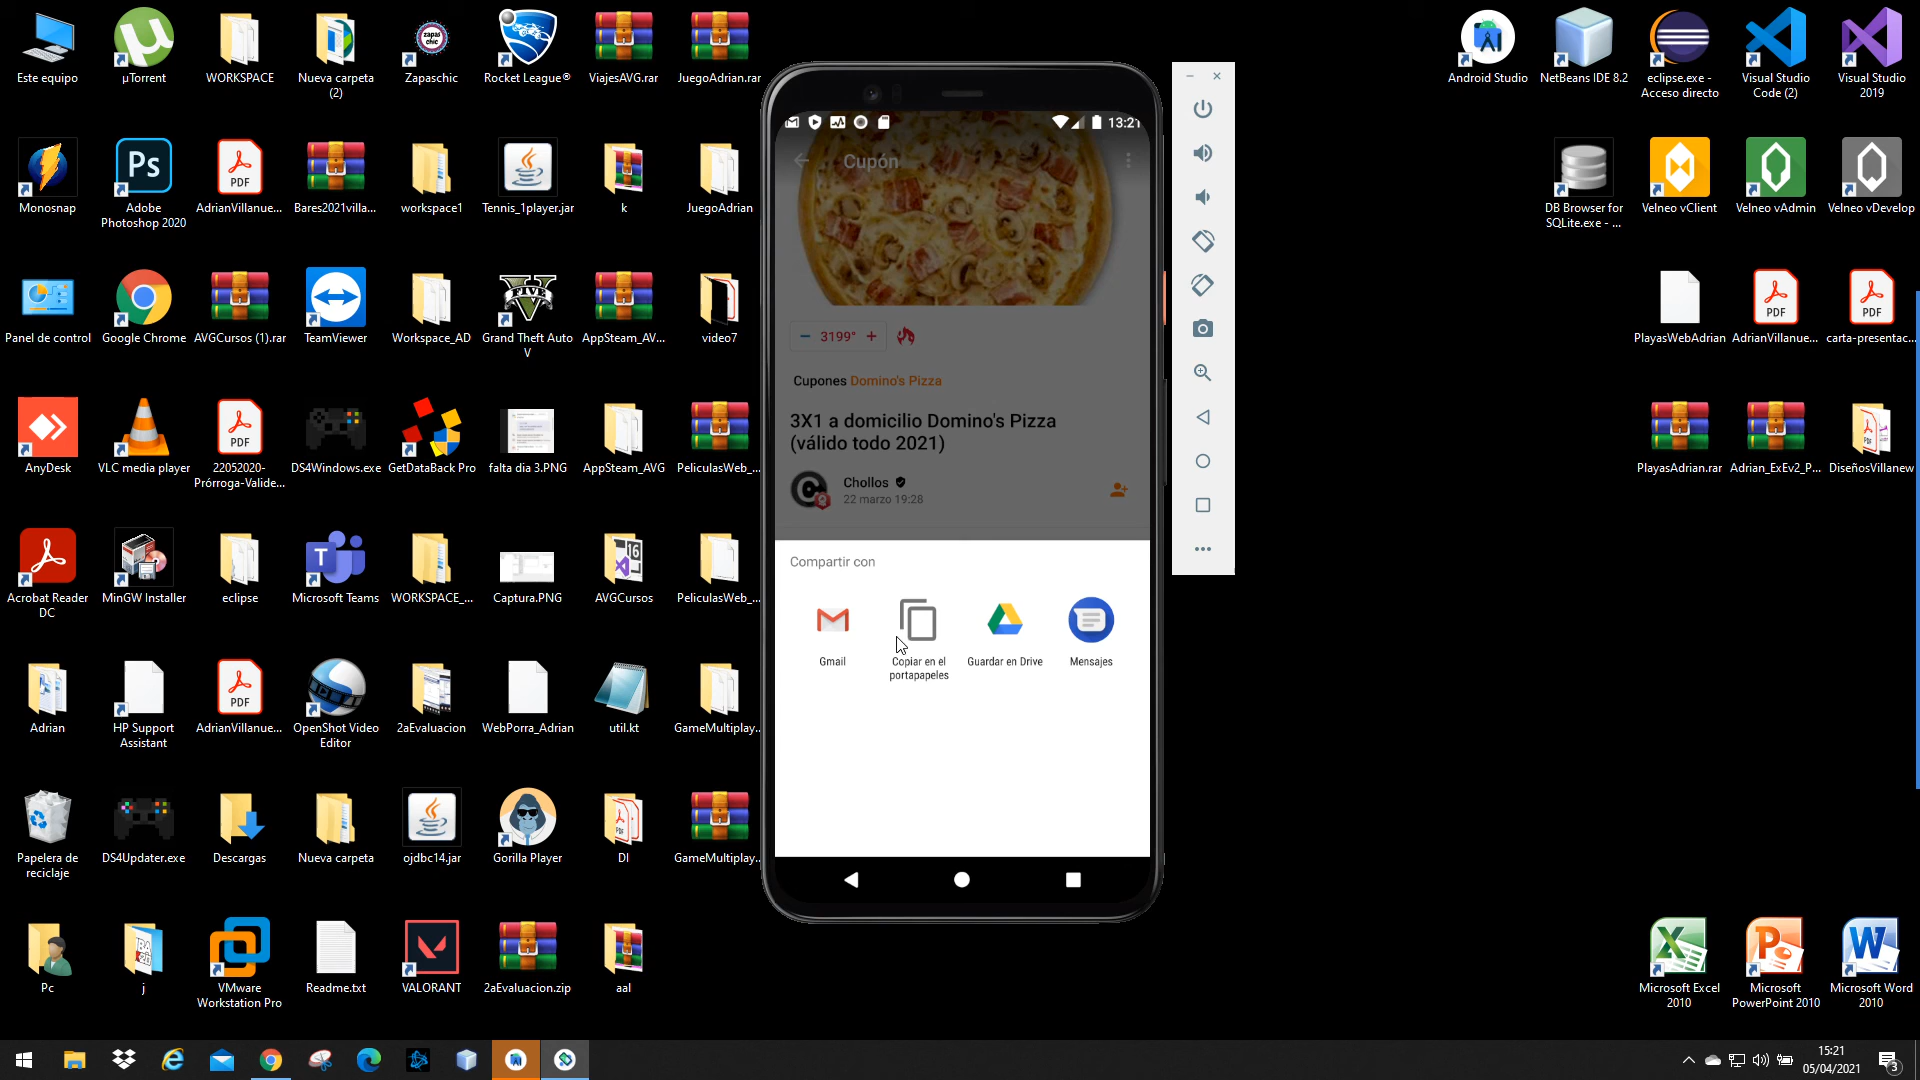 Este equipo
µTorrent
WORKSPACE
Nueva carpeta
(2)
Zapaschic
Rocket League®
ViajesAVG.rar
JuegoAdrian.rar
Monosnap
Adobe
Photoshop 2020
AdrianVillanue...
Bares2021villa...
workspace1
Tennis_1player.jar
k
JuegoAdrian
Panel de control
Google Chrome
AVGCursos (1).rar
TeamViewer
Workspace_AD
Grand Theft Auto
V
AppSteam_AV...
video7
AnyDesk
VLC media player
22052020-
Prórroga-Valide...
DS4Windows.exe
GetDataBack Pro
falta dia 3.PNG
AppSteam_AVG
PeliculasWeb_...
Acrobat Reader
DC
MinGW Installer
eclipse
Microsoft Teams
WORKSPACE_...
Captura.PNG
AVGCursos
PeliculasWeb_...
Adrian
HP Support
Assistant
AdrianVillanue...
OpenShot Video
Editor
2aEvaluacion
WebPorra_Adrian
util.kt
GameMultiplay...
Papelera de
reciclaje
DS4Updater.exe
Descargas
Nueva carpeta
ojdbc14.jar
Gorilla Player
DI
GameMultiplay...
Pc
j
VMware
Workstation Pro
Readme.txt
VALORANT
2aEvaluacion.zip
aal
13:21
Cupón
3199°
Cupones Domino's Pizza
3X1 a domicilio Domino's Pizza
(válido todo 2021)
Chollos
22 marzo 19:28
Compartir con
Gmail
Copiar en el
portapapeles
Guardar en Drive
Mensajes
Android Studio
NetBeans IDE 8.2
eclipse.exe -
Acceso directo
Visual Studio
Code (2)
Visual Studio
2019
DB Browser for
SQLite.exe - ...
Velneo vClient
Velneo vAdmin
Velneo vDevelop
PlayasWebAdrian
AdrianVillanue...
carta-presentac...
PlayasAdrian.rar
Adrian_ExEv2_P...
DiseñosVillanew
Microsoft Excel
2010
Microsoft
PowerPoint 2010
Microsoft Word
2010
15:21
05/04/2021
3